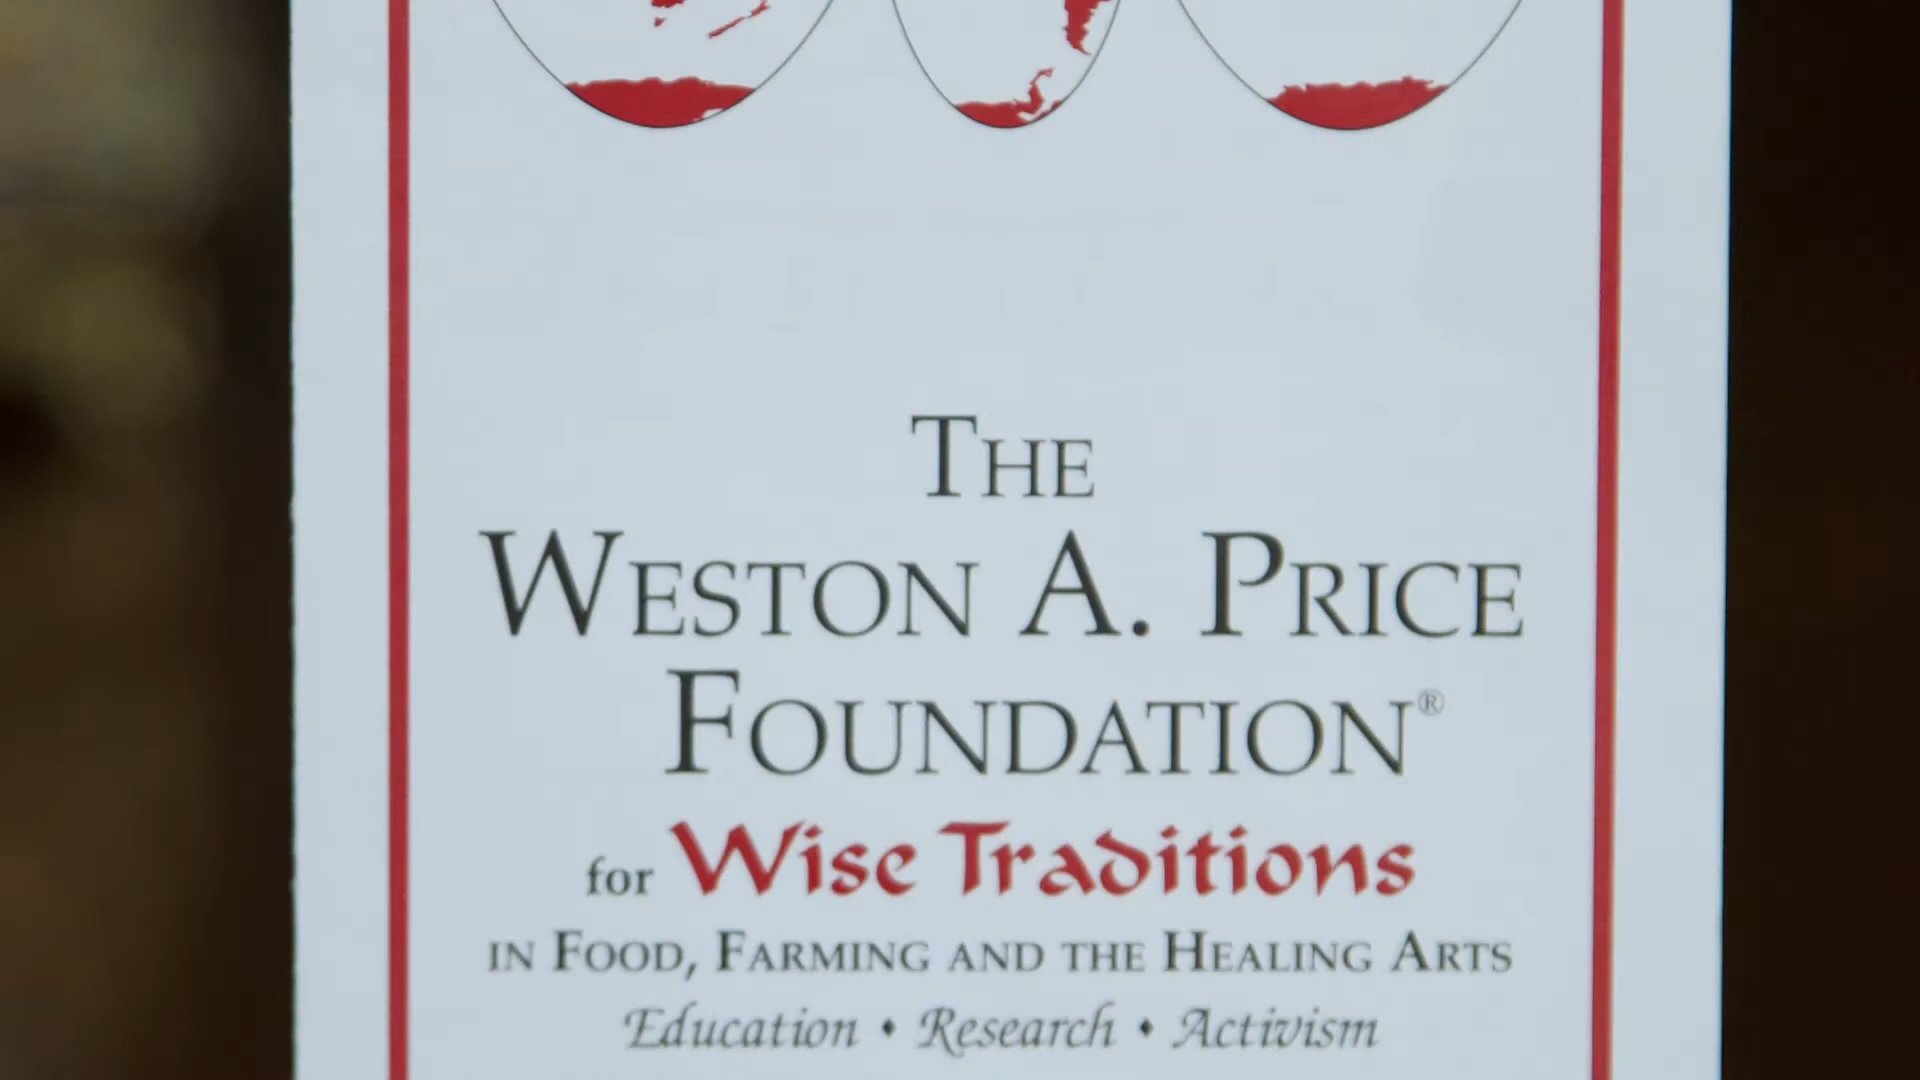 THE
WESTON A. PRICE
FOUNDATION®
for Wise Traditions
IN FOOD, FARMING AND THE HEALING ARTS
Education • Research • Activism